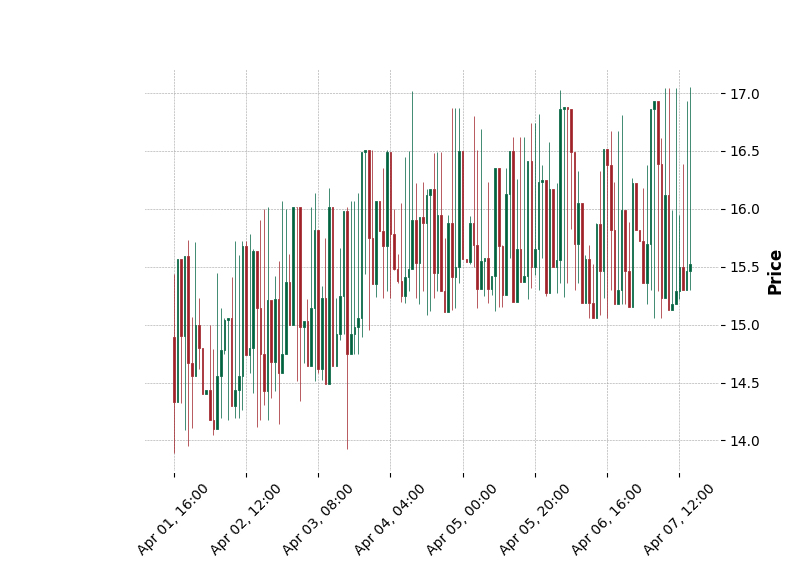 17.0
16.5
16.0
15.5
15.0
14.5
14.0
Price
Apr 01, 16:00
Apr 02, 12:00
Apr 03, 08:00
Apr 04, 04:00
Apr 05, 00:00
Apr 05, 20:00
Apr 06, 16:00
Apr 07, 12:00